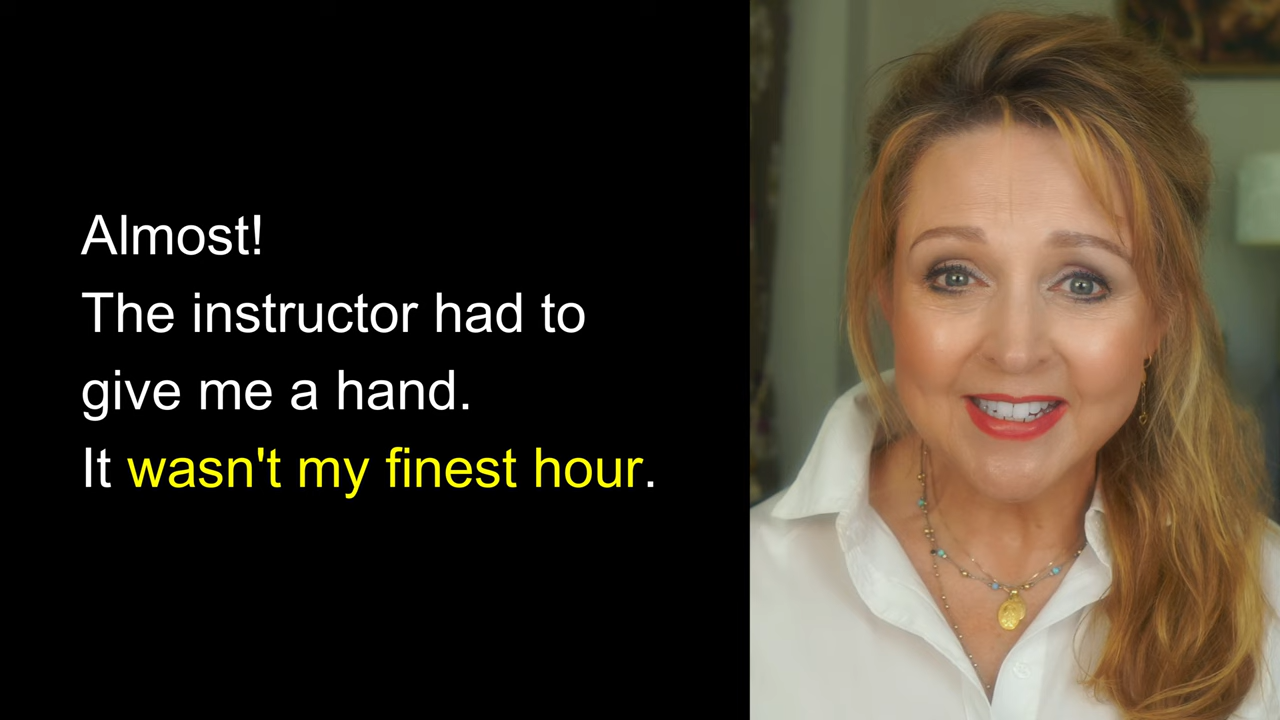 Almost!
The instructor had to
give me a hand.
It wasn't my finest hour.